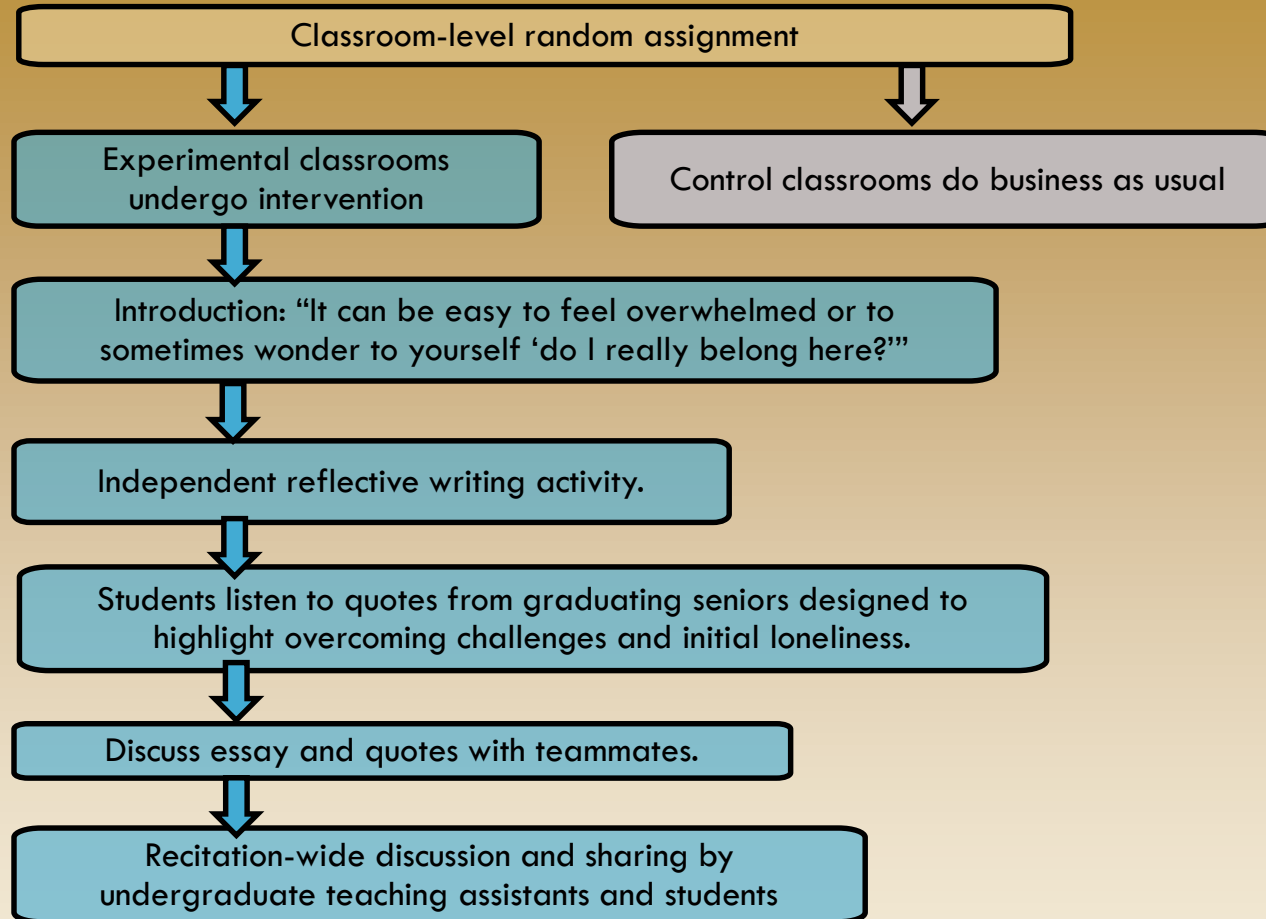 Classroom-level random assignment
Experimental classrooms
undergo intervention
Control classrooms do business as usual
Introduction: “It can be easy to feel overwhelmed or to
sometimes wonder to yourself ‘do I really belong here?’”
Independent reflective writing activity.
Students listen to quotes from graduating seniors designed to
highlight overcoming challenges and initial loneliness.
Discuss essay and quotes with teammates.
Recitation-wide discussion and sharing by
undergraduate teaching assistants and students